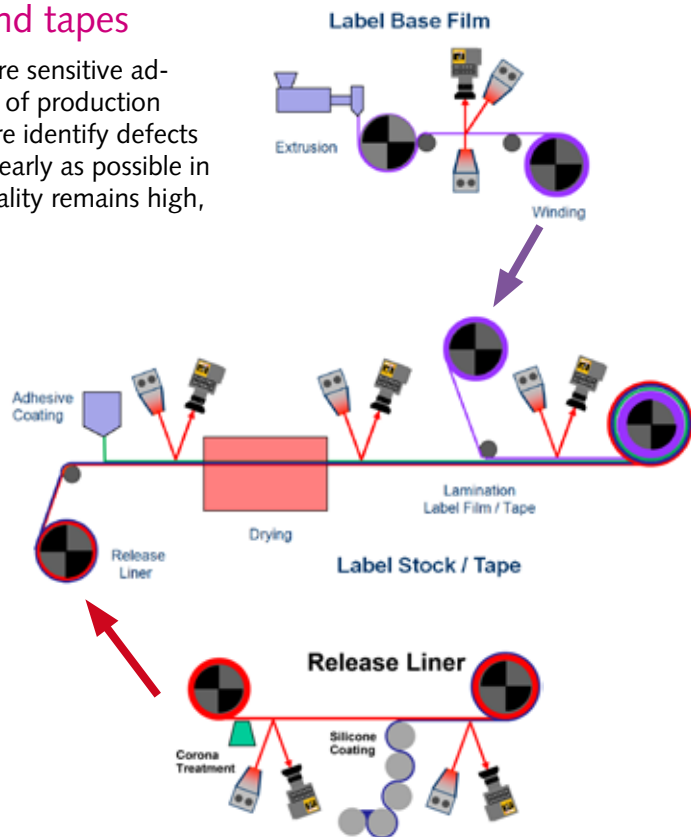 nd tapes
re sensitive ad-
of production
re identify defects
early as possible in
ality remains high,
Label Base Film
Extrusion
Winding
Adhesive
Coating
Drying
Lamination
Label Film / Tape
Release
Liner
Label Stock / Tape
Release Liner
Corona
Treatment
Silicone
Coating